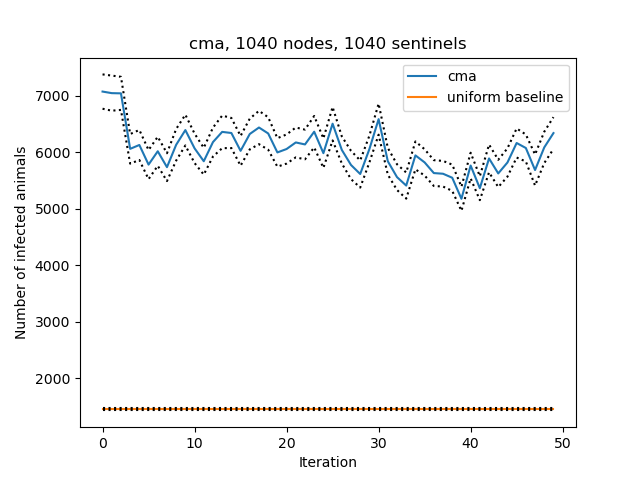 cma, 1040 nodes, 1040 sentinels
cma
uniform baseline
Number of infected animals
7000
6000
5000
4000
3000
2000
0
10
20
30
40
50
Iteration